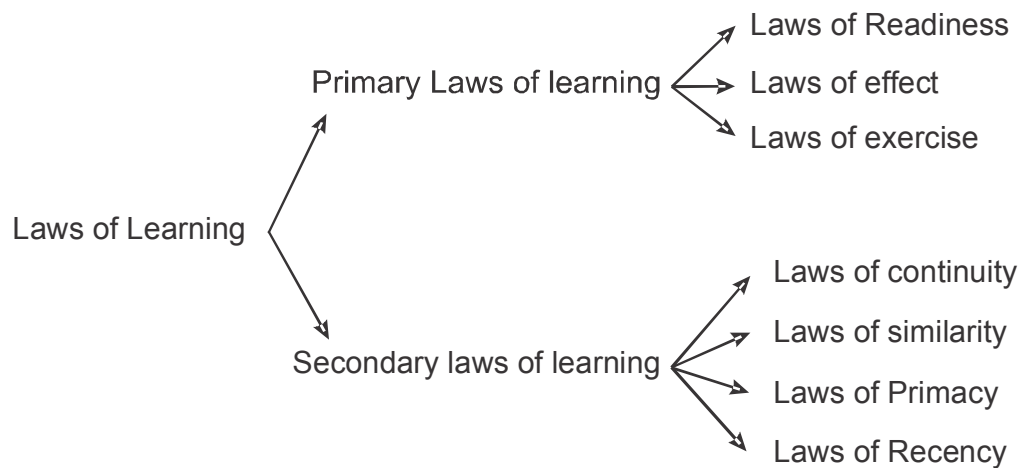 Laws of Readiness
Primary Laws of learning
Laws of effect
Laws of exercise
Laws of Learning
Laws of continuity
Laws of similarity
Secondary laws of learning
Laws of Primacy
Laws of Recency